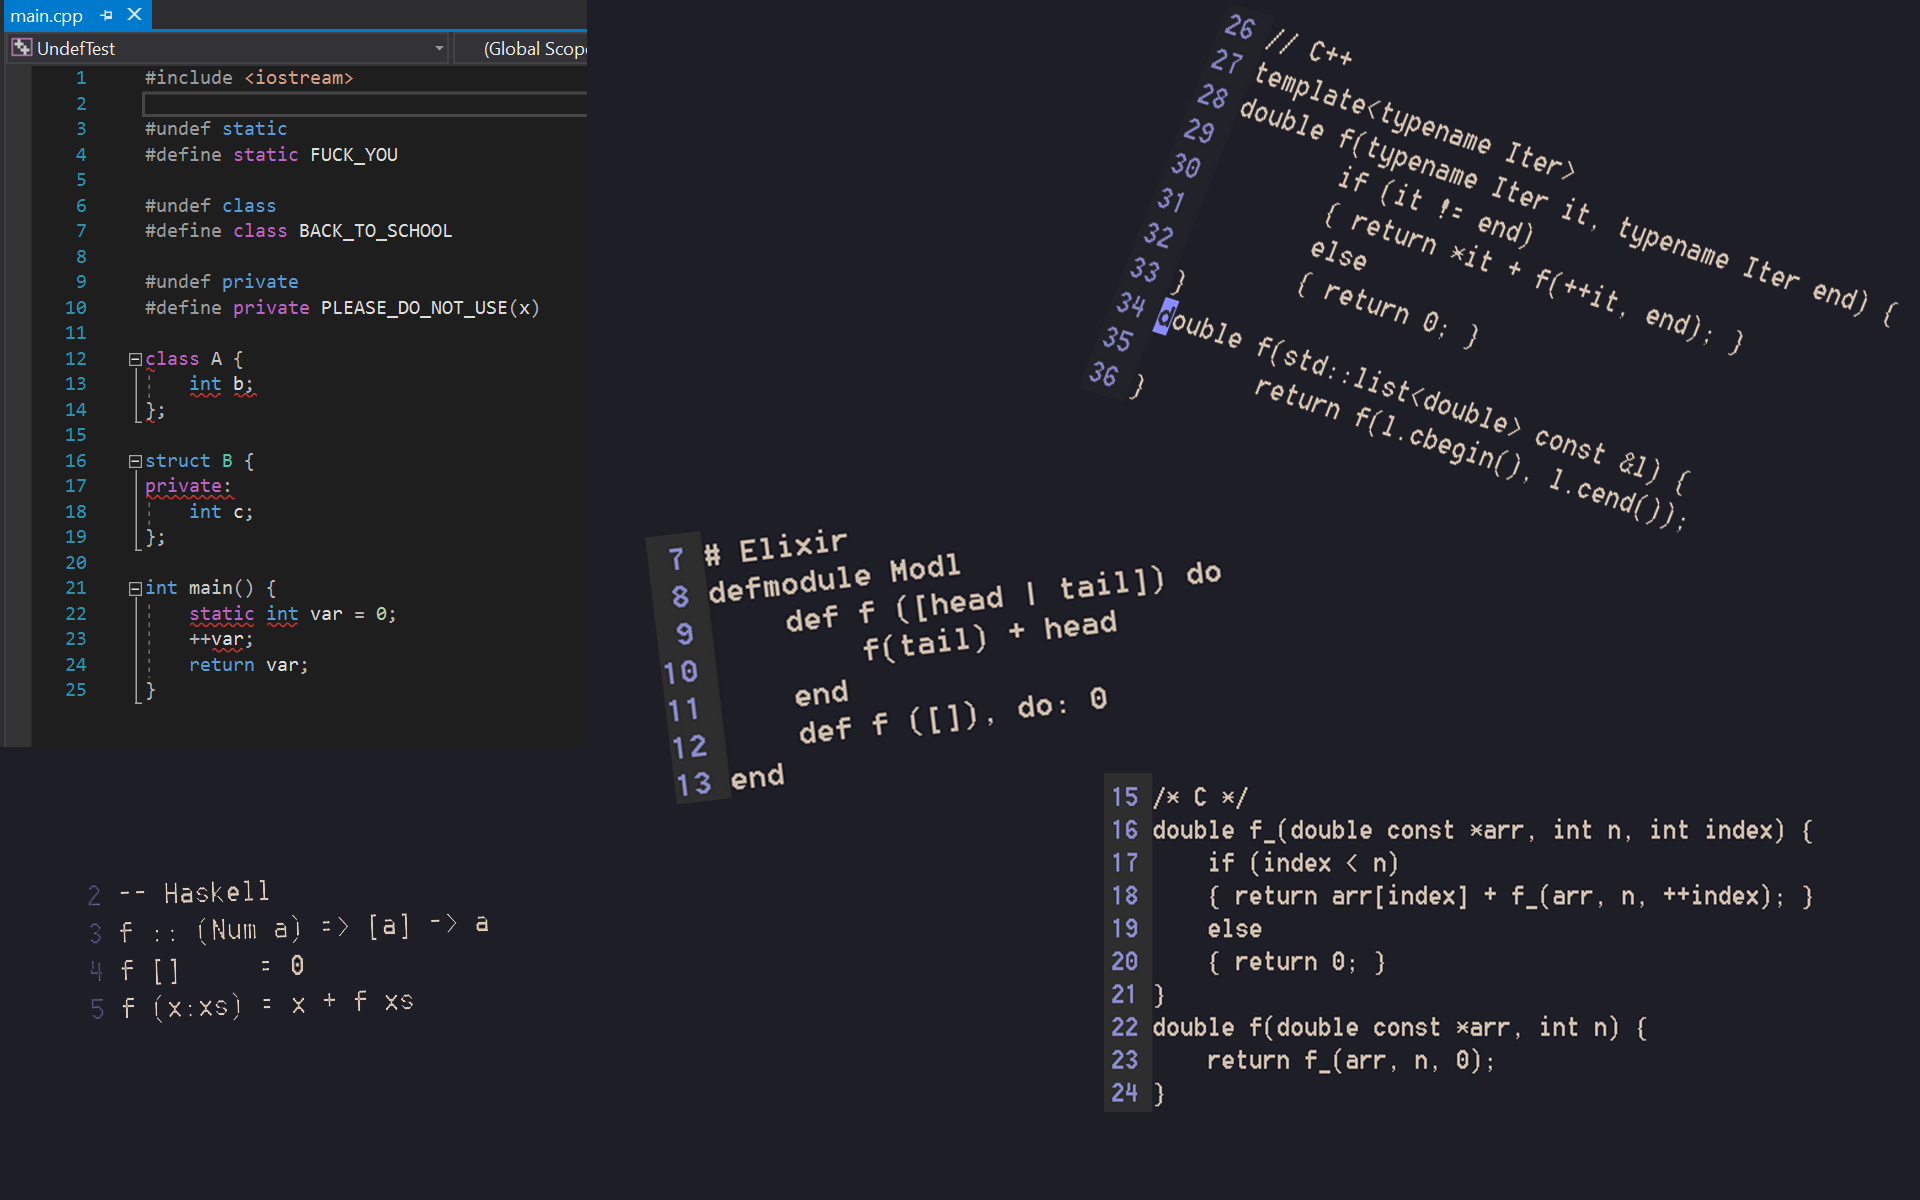 main.cpp
UndefTest
(Global Scope
1 #include <iostream>
2
3 #undef static
4 #define static FUCK_YOU
5
6 #undef class
7 #define class BACK_TO_SCHOOL
8
9 #undef private
10 #define private PLEASE_DO_NOT_USE(x)
11
12 class A {
13 int b;
14 };
15
16 struct B {
17 private:
18 int c;
19 };
20
21 int main() {
22 static int var = 0;
23 ++var;
24 return var;
25 }
26 // C++
27 template<typename Iter>
28 double f(typename Iter it, typename Iter end) {
29 if (it != end)
30 { return *it + f(++it, end); }
31 else
32 { return 0; }
33 }
34 double f(std::list<double> const &l) {
35 return f(l.cbegin(), l.cend());
36 }
7 # Elixir
8 defmodule Modl
9 def f ([head | tail]) do
10 f(tail) + head
11 end
12 def f ([]), do: 0
13 end
2 -- Haskell
3 f :: (Num a) => [a] -> a
4 f [] = 0
5 f (x:xs) = x + f xs
15 /* C */
16 double f_(double const *arr, int n, int index) {
17 if (index < n)
18 { return arr[index] + f_(arr, n, ++index); }
19 else
20 { return 0; }
21 }
22 double f(double const *arr, int n) {
23 return f_(arr, n, 0);
24 }